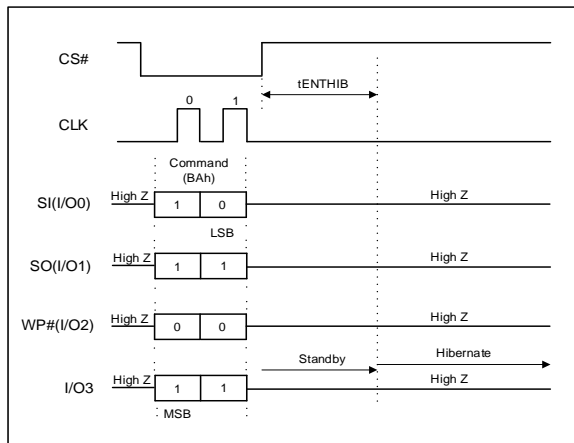 CS#
tENTHIB
0 1
CLK
Command
(BAh)
High Z High Z
SI(I/O0) 1 0
LSB
High Z High Z
SO(I/O1) 1 1
High Z High Z
WP#(I/O2) 0 0
Standby Hibernate
High Z High Z
I/O3 1 1
MSB